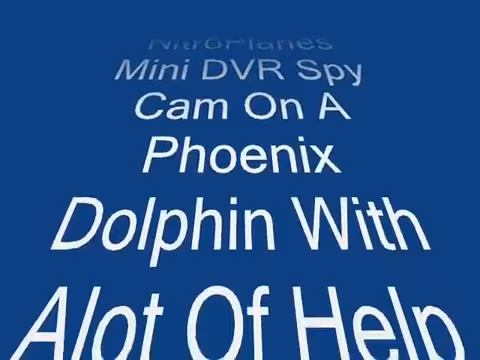 NitroPlanes
Mini DVR Spy
Cam On A
Phoenix
Dolphin With
Alot Of Help